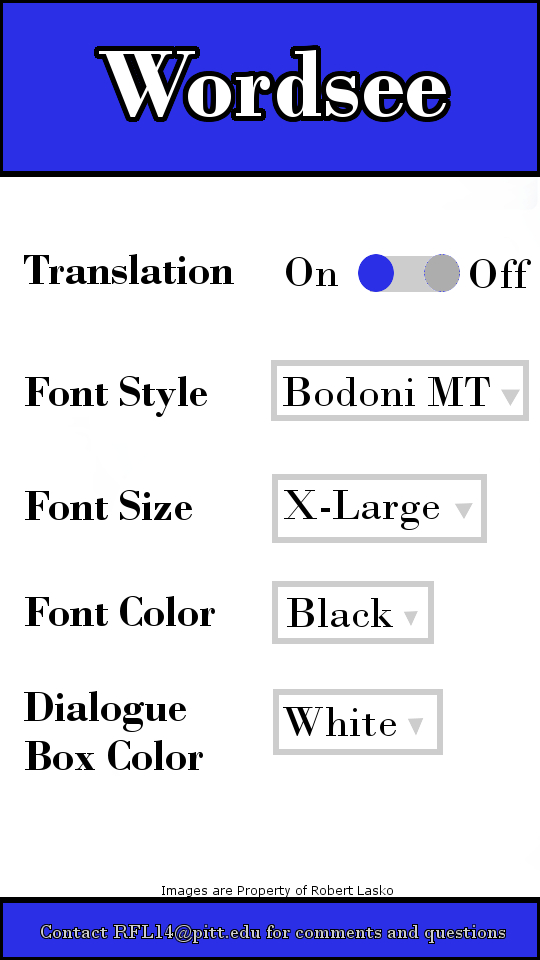 Wordsee
Translation On Off
Font Style Bodoni MT
Font Size X-Large
Font Color Black
Dialogue
Box Color White
Images are Property of Robert Lasko
Contact RFL14@pitt.edu for comments and questions